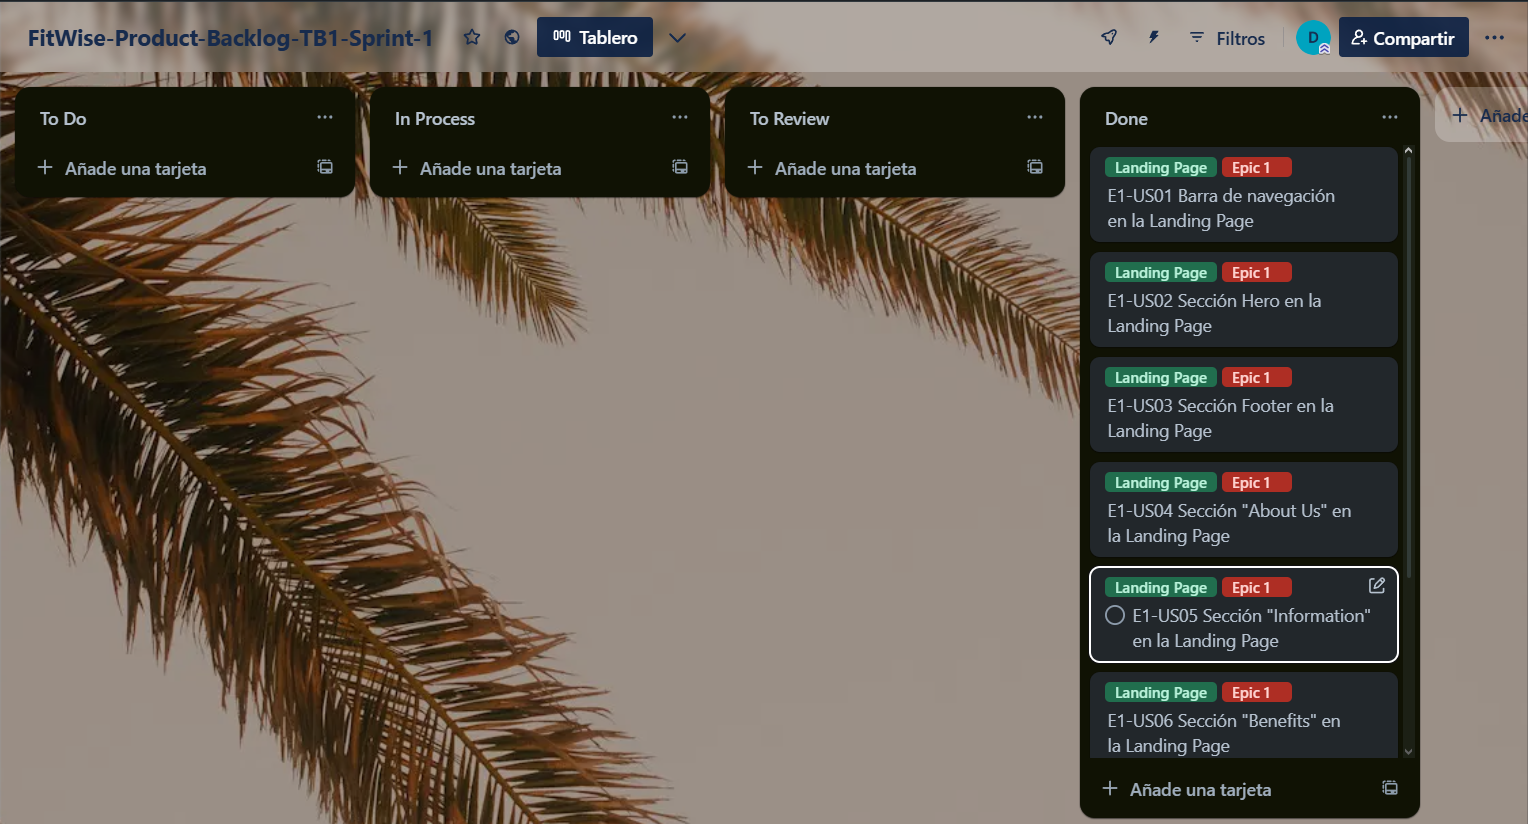 FitWise-Product-Backlog-TB1-Sprint-1
Tablero
Filtros
D
Compartir
To Do
Añade una tarjeta
In Process
Añade una tarjeta
To Review
Añade una tarjeta
Done
Landing Page Epic 1
E1-US01 Barra de navegación
en la Landing Page
Landing Page Epic 1
E1-US02 Sección Hero en la
Landing Page
Landing Page Epic 1
E1-US03 Sección Footer en la
Landing Page
Landing Page Epic 1
E1-US04 Sección "About Us" en
la Landing Page
Landing Page Epic 1
E1-US05 Sección "Information"
en la Landing Page
Landing Page Epic 1
E1-US06 Sección "Benefits" en
la Landing Page
Añade una tarjeta
Añade